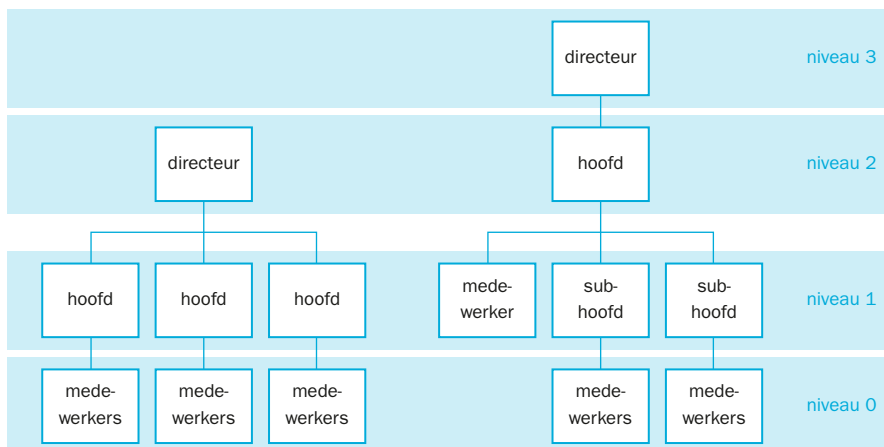 directeur
niveau 3
directeur
hoofd
niveau 2
hoofd
hoofd
hoofd
mede-
werker
sub-
hoofd
sub-
hoofd
niveau 1
mede-
werkers
mede-
werkers
mede-
werkers
mede-
werkers
mede-
werkers
niveau 0